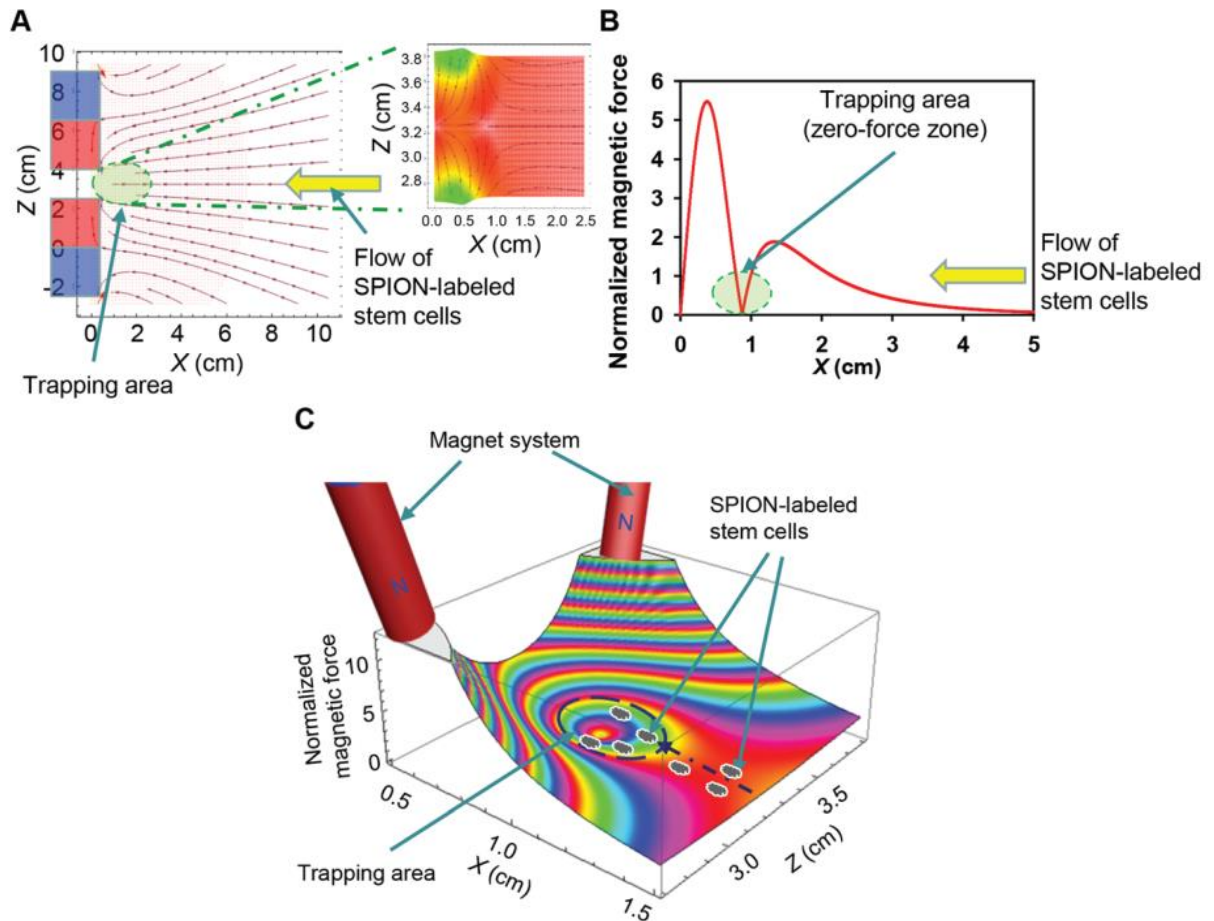 A
10
8
6
4
2
0
-2
Z (cm)
0 2 4 6 8 10
X (cm)
Trapping area
Flow of
SPION-labeled
stem cells
3.8
3.6
3.2
3.0
2.8
Z (cm)
0.0 0.5 1.0 1.5 2.0 2.5
X (cm)
B
Normalized magnetic force
6
5
4
3
2
1
0
0 1 2 3 4 5
X (cm)
Trapping area
(zero-force zone)
Flow of
SPION-labeled
stem cells
C
Magnet system
N
N
SPION-labeled
stem cells
Normalized
magnetic force
10
5
0
0.5
1.0
1.5
X (cm)
3.0
3.5
Z (cm)
Trapping area